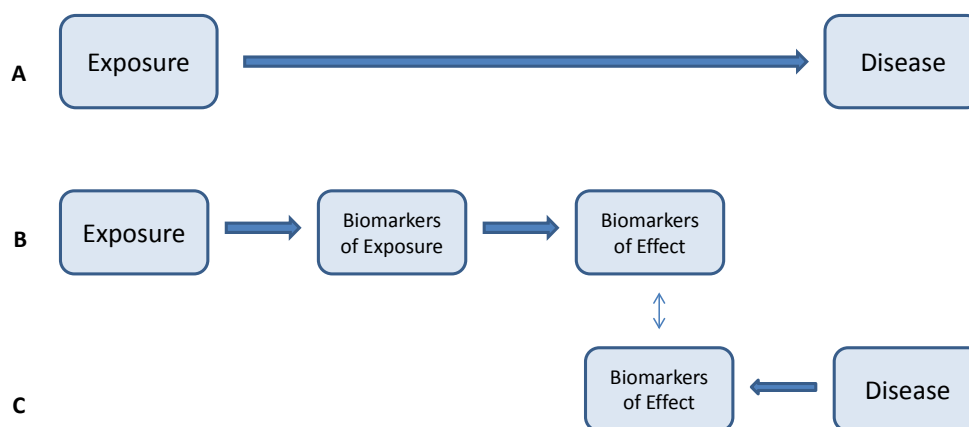 A
Exposure
Disease
B
Exposure
Biomarkers
of Exposure
Biomarkers
of Effect
C
Biomarkers
of Effect
Disease